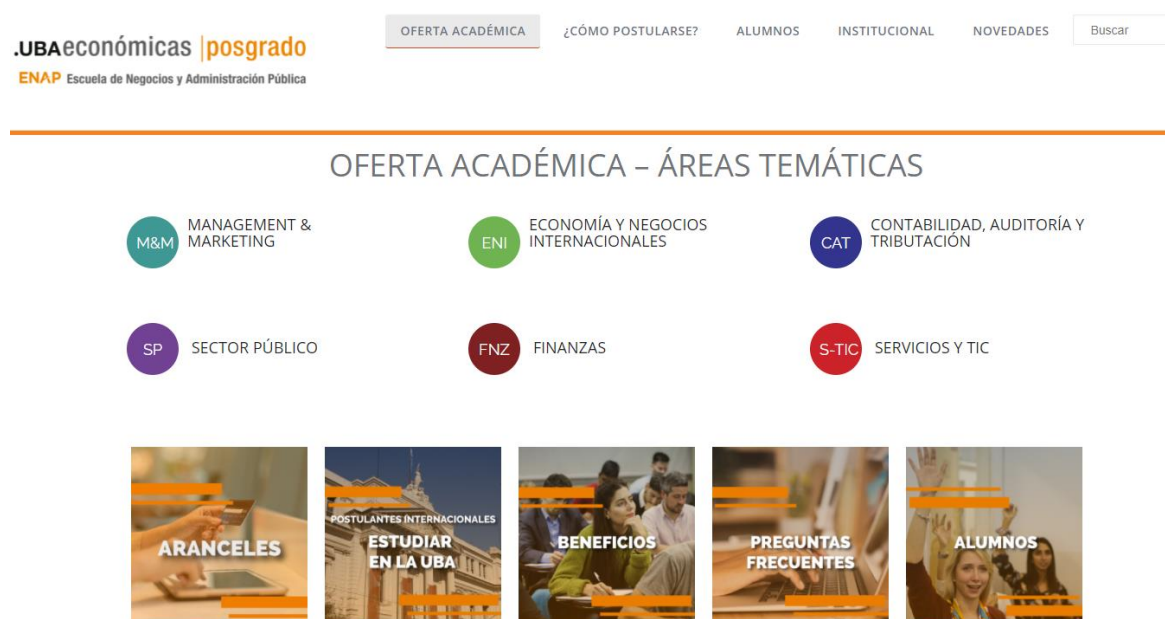 .UBAeconómicas |posgrado
ENAP Escuela de Negocios y Administración Pública
OFERTA ACADÉMICA
¿CÓMO POSTULARSE?
ALUMNOS
INSTITUCIONAL
NOVEDADES
Buscar
OFERTA ACADÉMICA – ÁREAS TEMÁTICAS
M&M
MANAGEMENT &
MARKETING
ENI
ECONOMÍA Y NEGOCIOS
INTERNACIONALES
CAT
CONTABILIDAD, AUDITORÍA Y
TRIBUTACIÓN
SP
SECTOR PÚBLICO
FNZ
FINANZAS
S-TIC
SERVICIOS Y TIC
ARANCELES
POSTULANTES INTERNACIONALES
ESTUDIAR
EN LA UBA
BENEFICIOS
PREGUNTAS
FRECUENTES
ALUMNOS